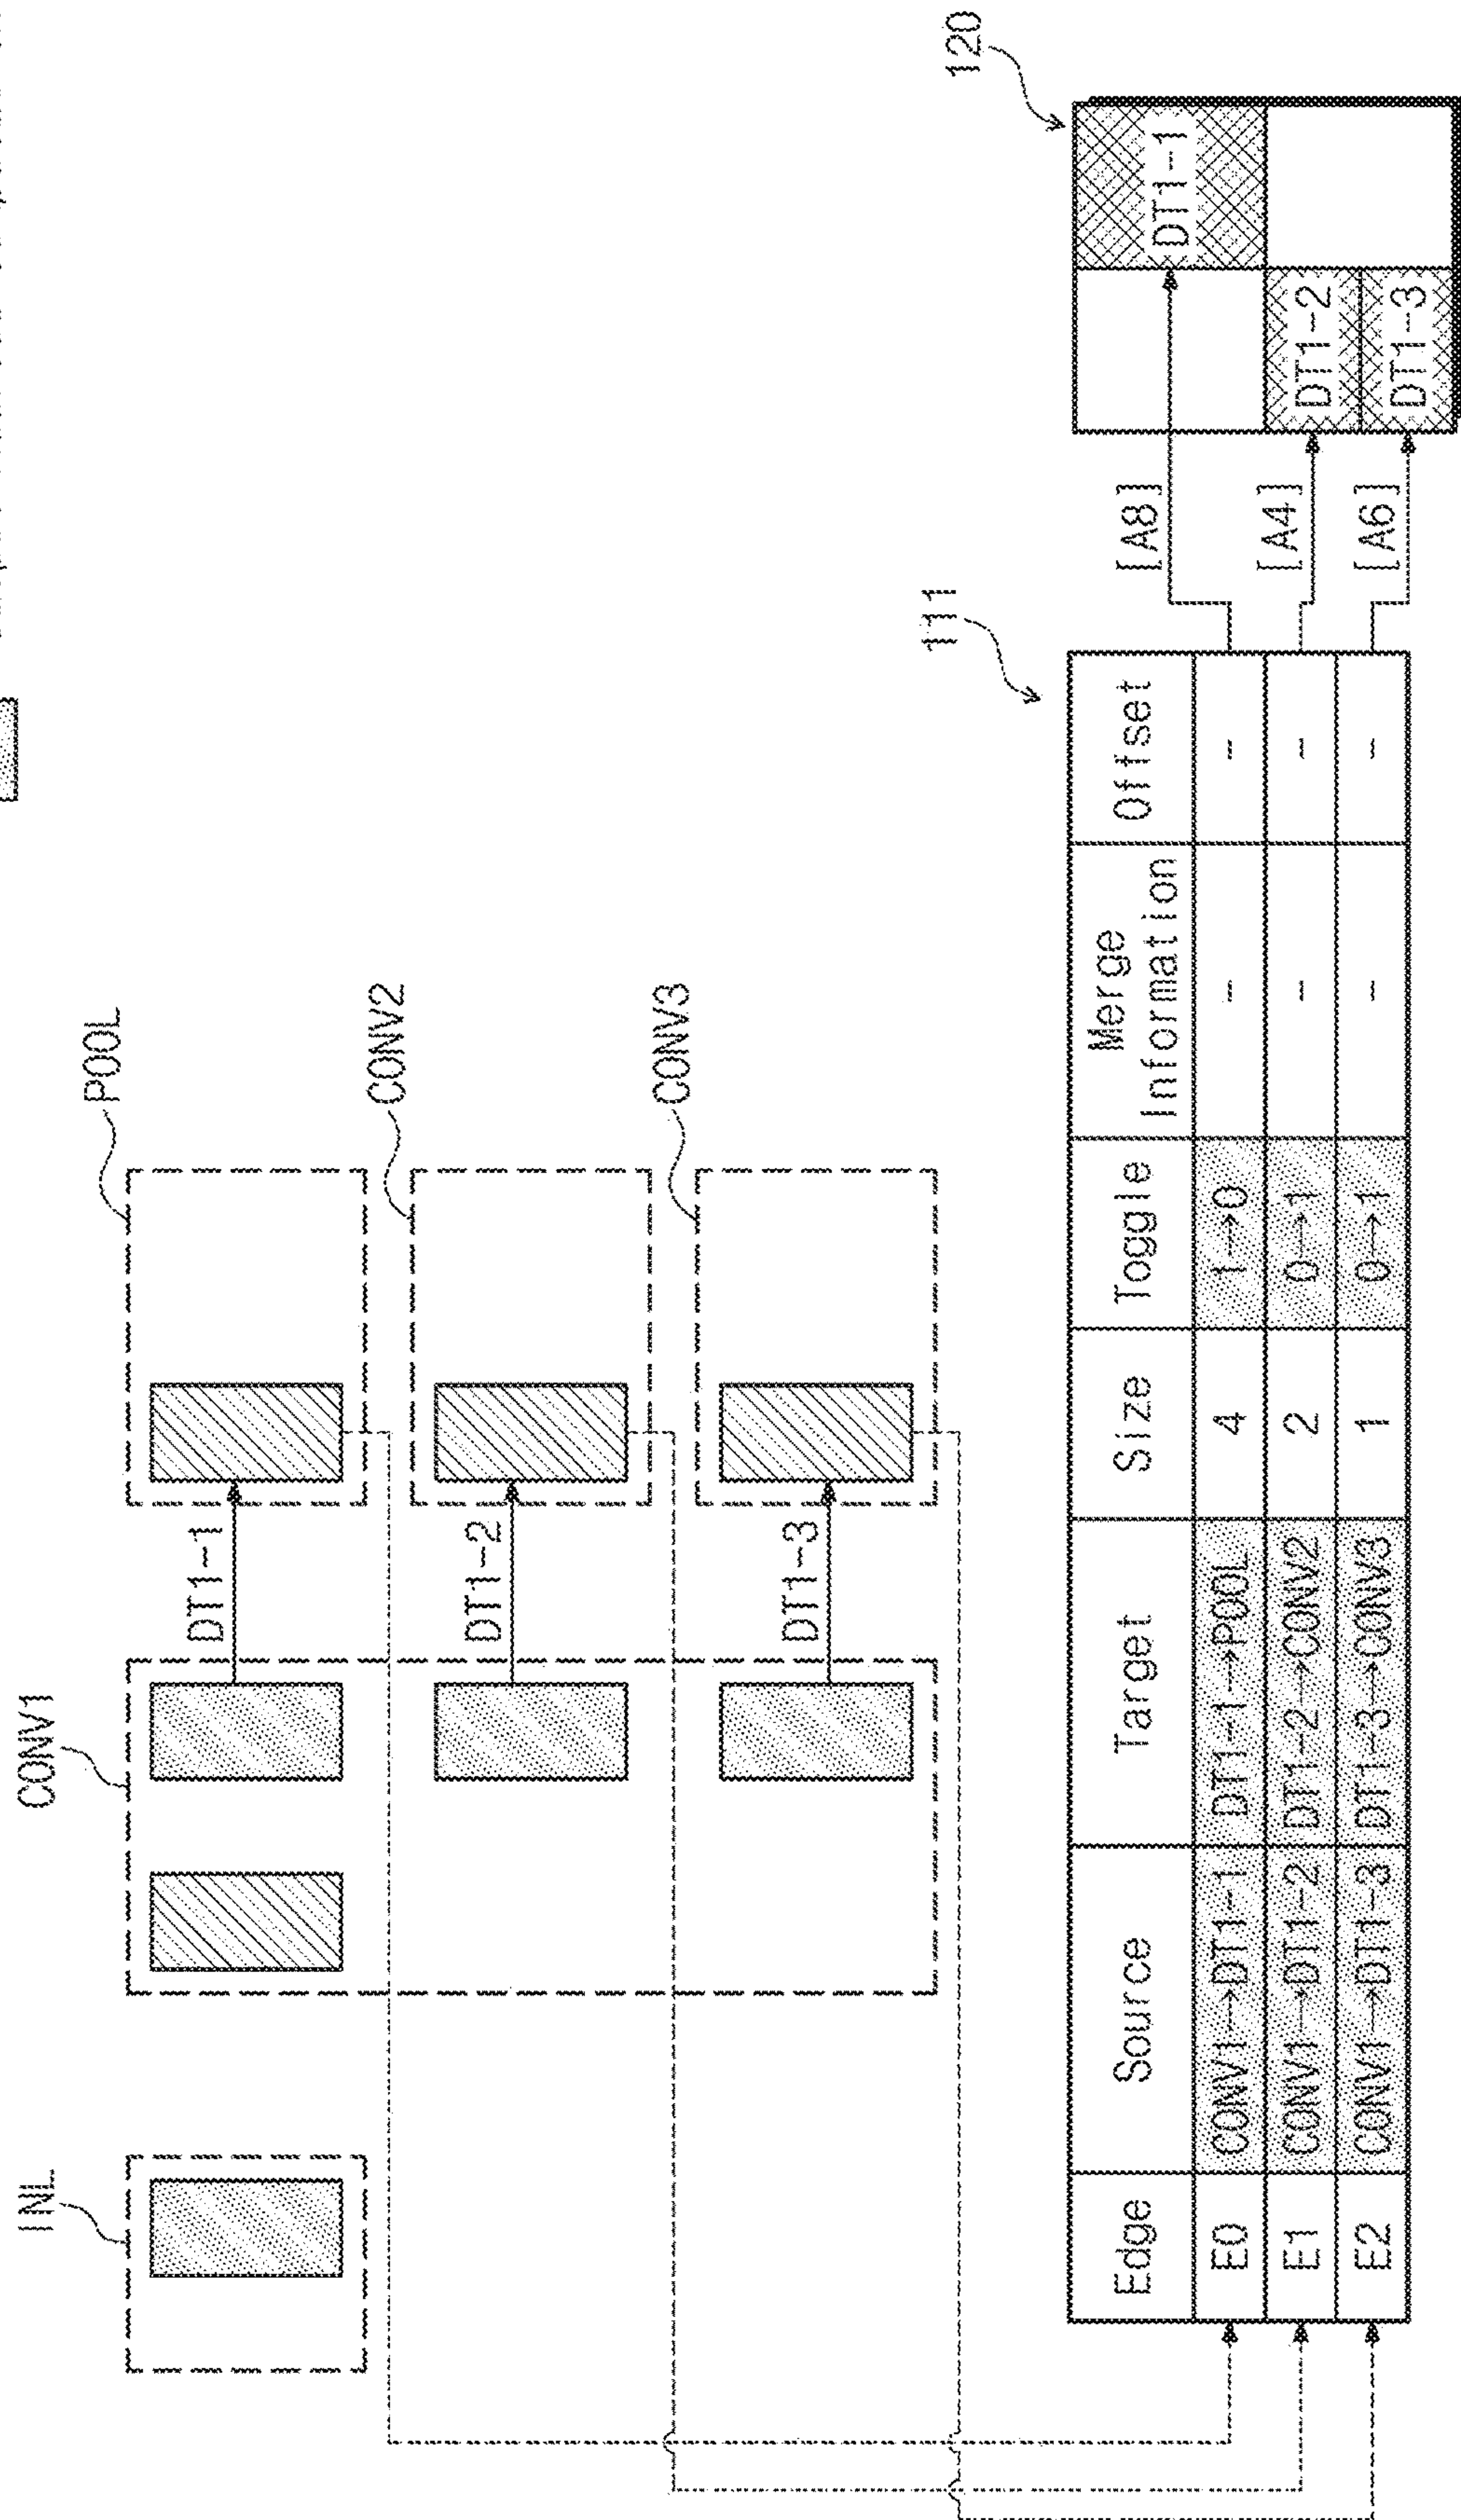 INL
CONV1
POOL
CONV2
CONV3
DT1-1
DT1-2
DT1-3
111
120
Edge Source Target Size Toggle Merge Information Offset
E0 CONV1→DT1-1 DT1-1→POOL 4 1→0 - -
E1 CONV1→DT1-2 DT1-2→CONV2 2 0→1 - -
E2 CONV1→DT1-3 DT1-3→CONV3 1 0→1 - -
[A8]
[A4]
[A6]
DT1-1
DT1-2
DT1-3